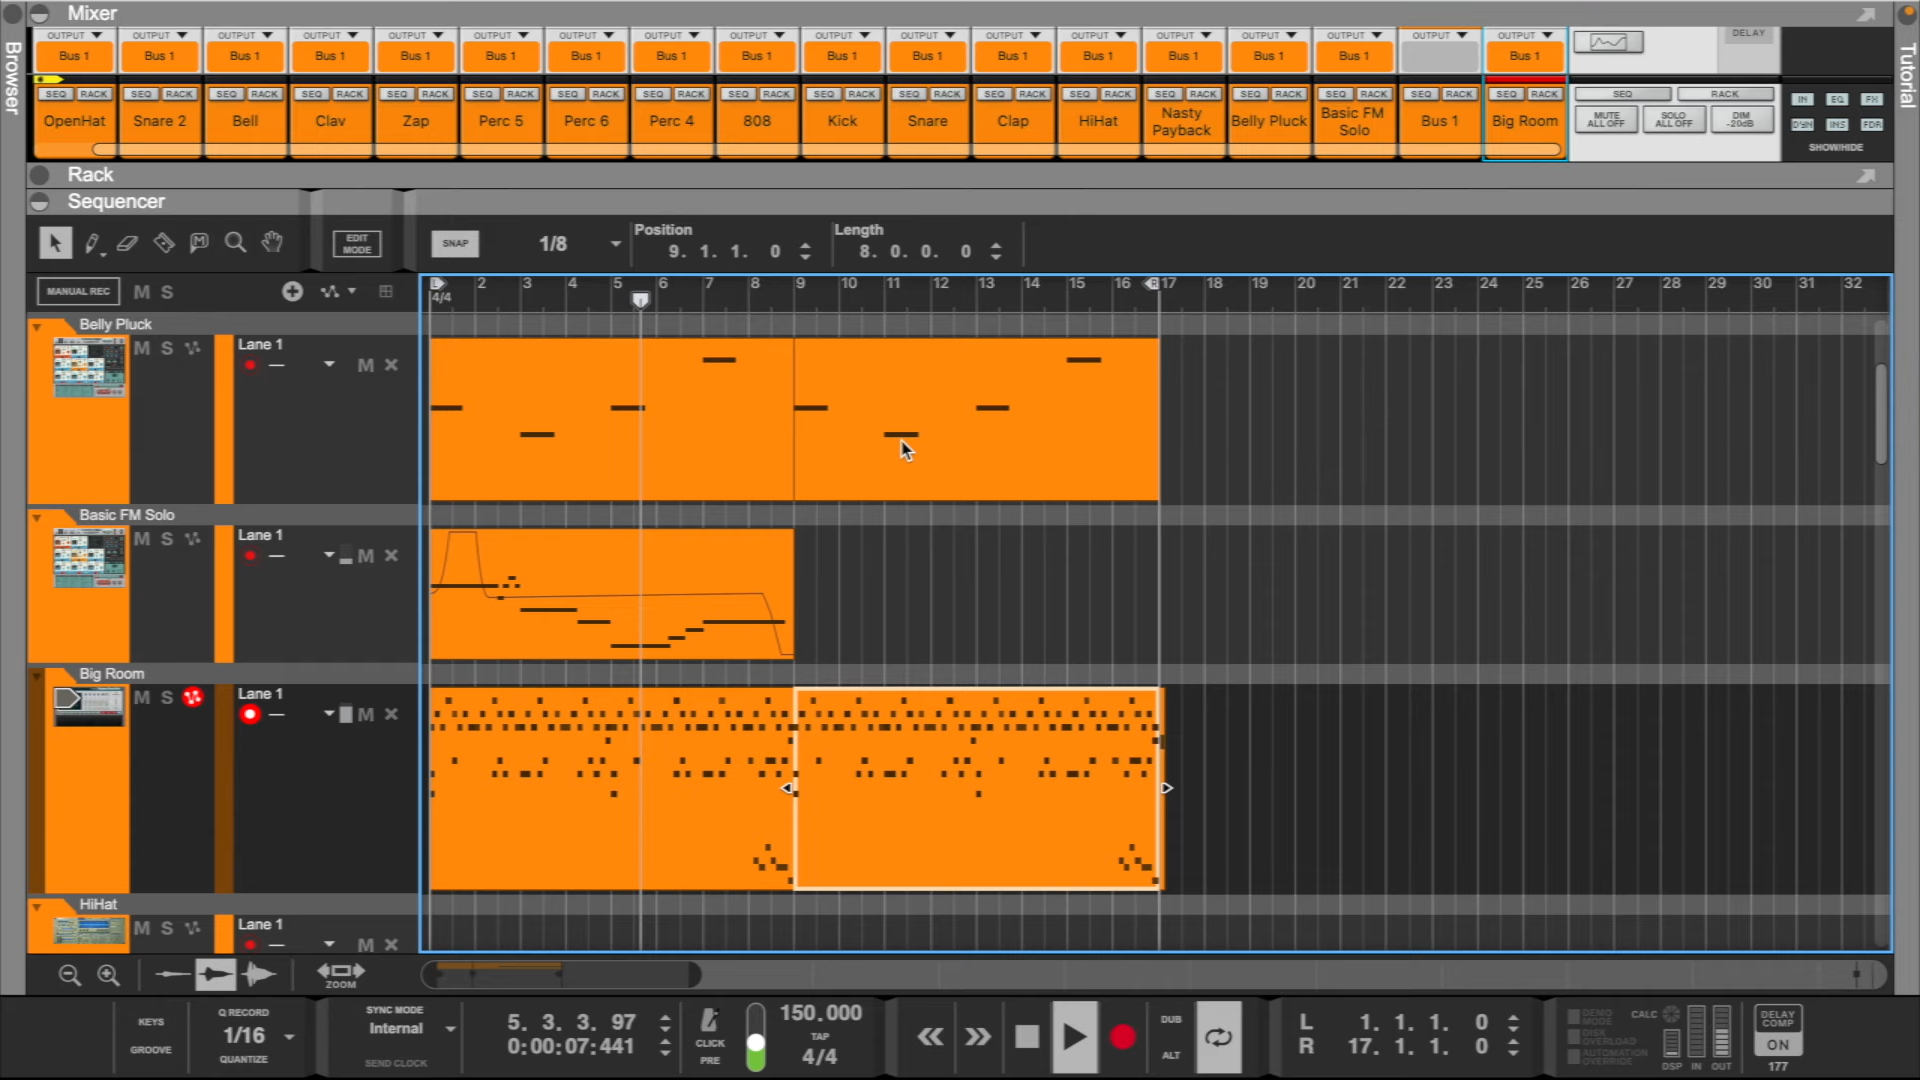 Mixer
OUTPUT OUTPUT OUTPUT OUTPUT OUTPUT OUTPUT OUTPUT OUTPUT OUTPUT OUTPUT OUTPUT OUTPUT OUTPUT OUTPUT OUTPUT OUTPUT OUTPUT OUTPUT DELAY
Bus 1 Bus 1 Bus 1 Bus 1 Bus 1 Bus 1 Bus 1 Bus 1 Bus 1 Bus 1 Bus 1 Bus 1 Bus 1 Bus 1 Bus 1 Bus 1 Bus 1
SEQ RACK SEQ RACK SEQ RACK SEQ RACK SEQ RACK SEQ RACK SEQ RACK SEQ RACK SEQ RACK SEQ RACK SEQ RACK SEQ RACK SEQ RACK SEQ RACK SEQ RACK SEQ RACK SEQ RACK SEQ RACK SEQ RACK IN EQ FX
OpenHat Snare 2 Bell Clav Zap Perc 5 Perc 6 Perc 4 808 Kick Snare Clap HiHat Nasty Payback Belly Pluck Basic FM Solo Bus 1 Big Room
MUTE ALL OFF SOLO ALL OFF DIM -20dB DYN INS FDR
SHOW/HIDE
Browser
Tutorial
Rack
Sequencer
EDIT MODE SNAP 1/8
Position
9. 1. 1. 0
Length
8. 0. 0. 0
MANUAL REC M S
L 2 3 4 5 6 7 8 9 10 11 12 13 14 15 16 R 17 18 19 20 21 22 23 24 25 26 27 28 29 30 31 32
4/4
Belly Pluck
M S Lane 1
M
Basic FM Solo
M S Lane 1
M
Big Room
M S Lane 1
M
HiHat
M S Lane 1
M
ZOOM
KEYS
GROOVE
Q RECORD
1/16
QUANTIZE
SYNC MODE
Internal
SEND CLOCK
5. 3. 3. 97
0:00:07:441
CLICK
PRE
150.000
TAP
4/4
DUB
ALT
L 1. 1. 1. 0
R 17. 1. 1. 0
DEMO MODE
DISK OVERLOAD
AUTOMATION OVERRIDE
CALC
DSP IN OUT
DELAY COMP
ON
177